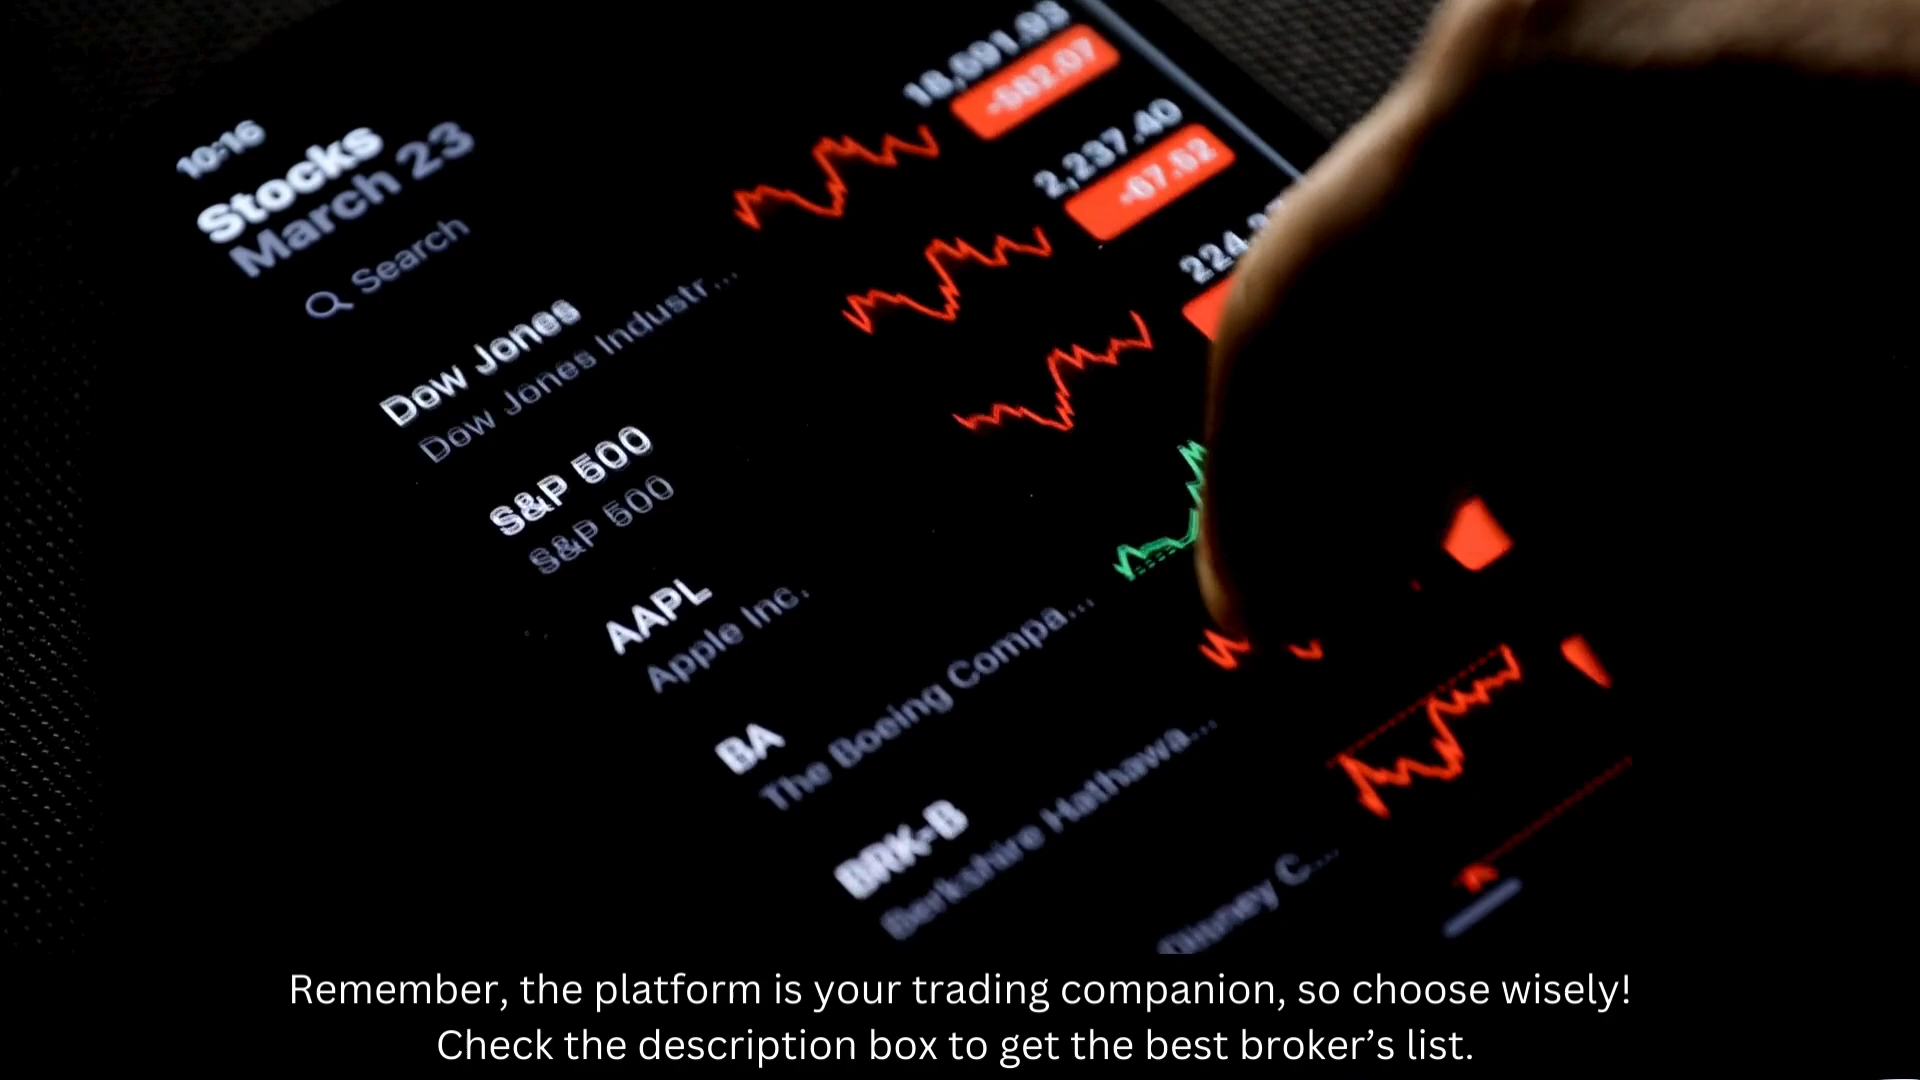 10:16
Stocks
March 23
Search
18,591.93
-582.07
Dow Jones
Dow Jones Industr...
2,237.40
-67.52
S&P 500
S&P 500
AAPL
Apple Inc.
BA
The Boeing Compa...
BRK-B
Berkshire Hathawa...
Disney C...
Remember, the platform is your trading companion, so choose wisely!
Check the description box to get the best broker’s list.